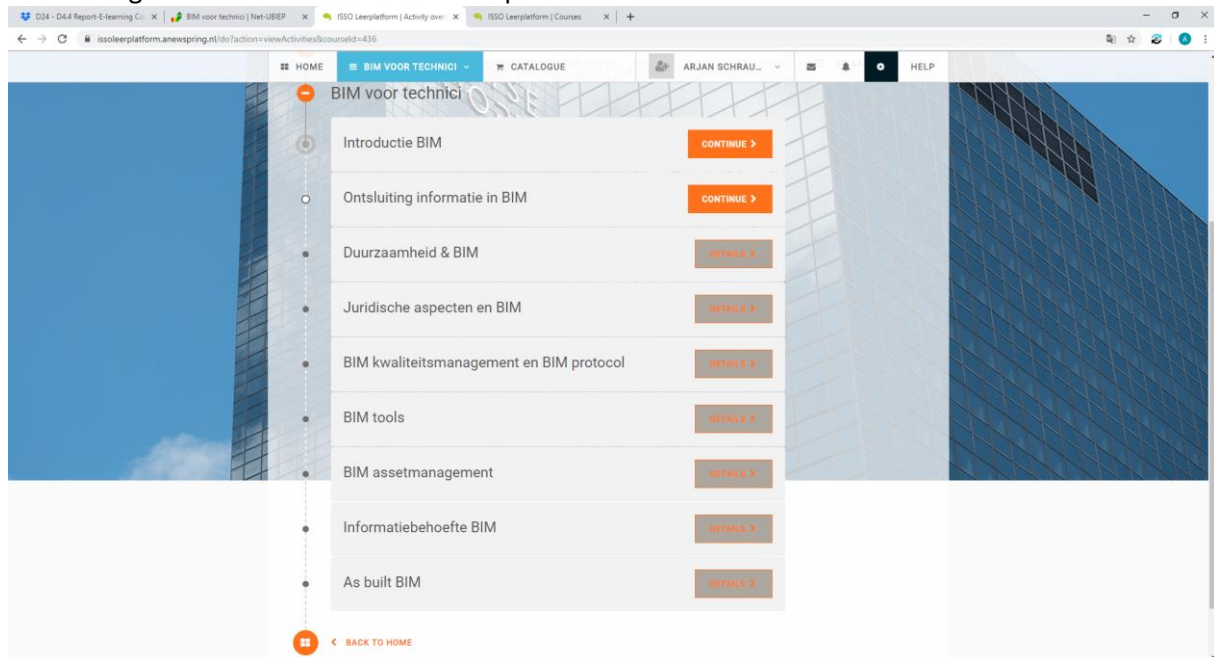 D24 - D4.4 Report-E-learning Co
BIM voor technici | Net-UBIEP
ISSO Leerplatform | Activity over
ISSO Leerplatform | Courses
issoleerplatform.anewspring.nl/do?action=viewActivities&courseId=436
HOME
BIM VOOR TECHNICI
CATALOGUE
ARJAN SCHRAU...
HELP
BIM voor technici
Introductie BIM
CONTINUE >
Ontsluiting informatie in BIM
CONTINUE >
Duurzaamheid & BIM
DETAILS >
Juridische aspecten en BIM
DETAILS >
BIM kwaliteitsmanagement en BIM protocol
DETAILS >
BIM tools
DETAILS >
BIM assetmanagement
DETAILS >
Informatiebehoefte BIM
DETAILS >
As built BIM
DETAILS >
< BACK TO HOME